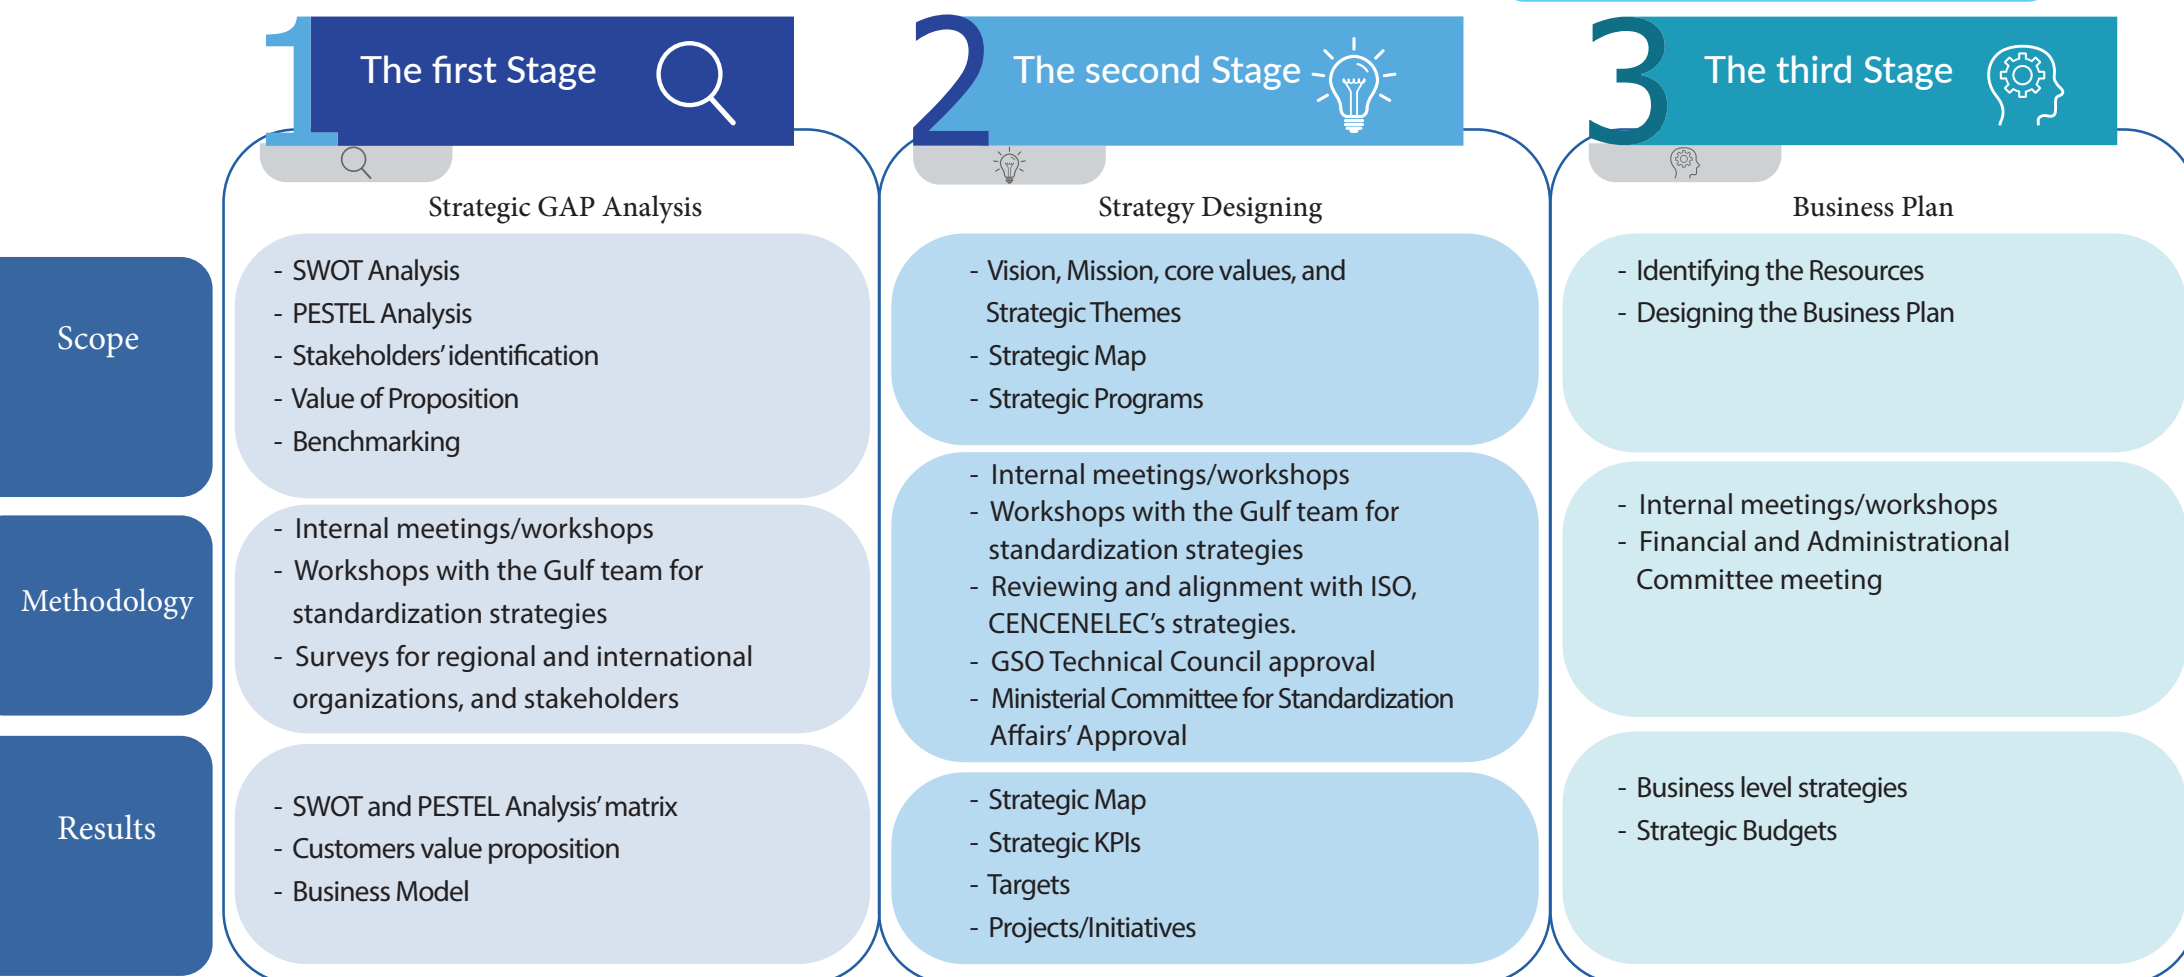 1 The first Stage
2 The second Stage
3 The third Stage
Strategic GAP Analysis
Strategy Designing
Business Plan
Scope
- SWOT Analysis
- PESTEL Analysis
- Stakeholders' identification
- Value of Proposition
- Benchmarking
- Vision, Mission, core values, and
Strategic Themes
- Strategic Map
- Strategic Programs
- Identifying the Resources
- Designing the Business Plan
Methodology
- Internal meetings/workshops
- Workshops with the Gulf team for
standardization strategies
- Surveys for regional and international
organizations, and stakeholders
- Internal meetings/workshops
- Workshops with the Gulf team for
standardization strategies
- Reviewing and alignment with ISO,
CENCENELEC's strategies.
- GSO Technical Council approval
- Ministerial Committee for Standardization
Affairs' Approval
- Internal meetings/workshops
- Financial and Administrational
Committee meeting
Results
- SWOT and PESTEL Analysis' matrix
- Customers value proposition
- Business Model
- Strategic Map
- Strategic KPIs
- Targets
- Projects/Initiatives
- Business level strategies
- Strategic Budgets